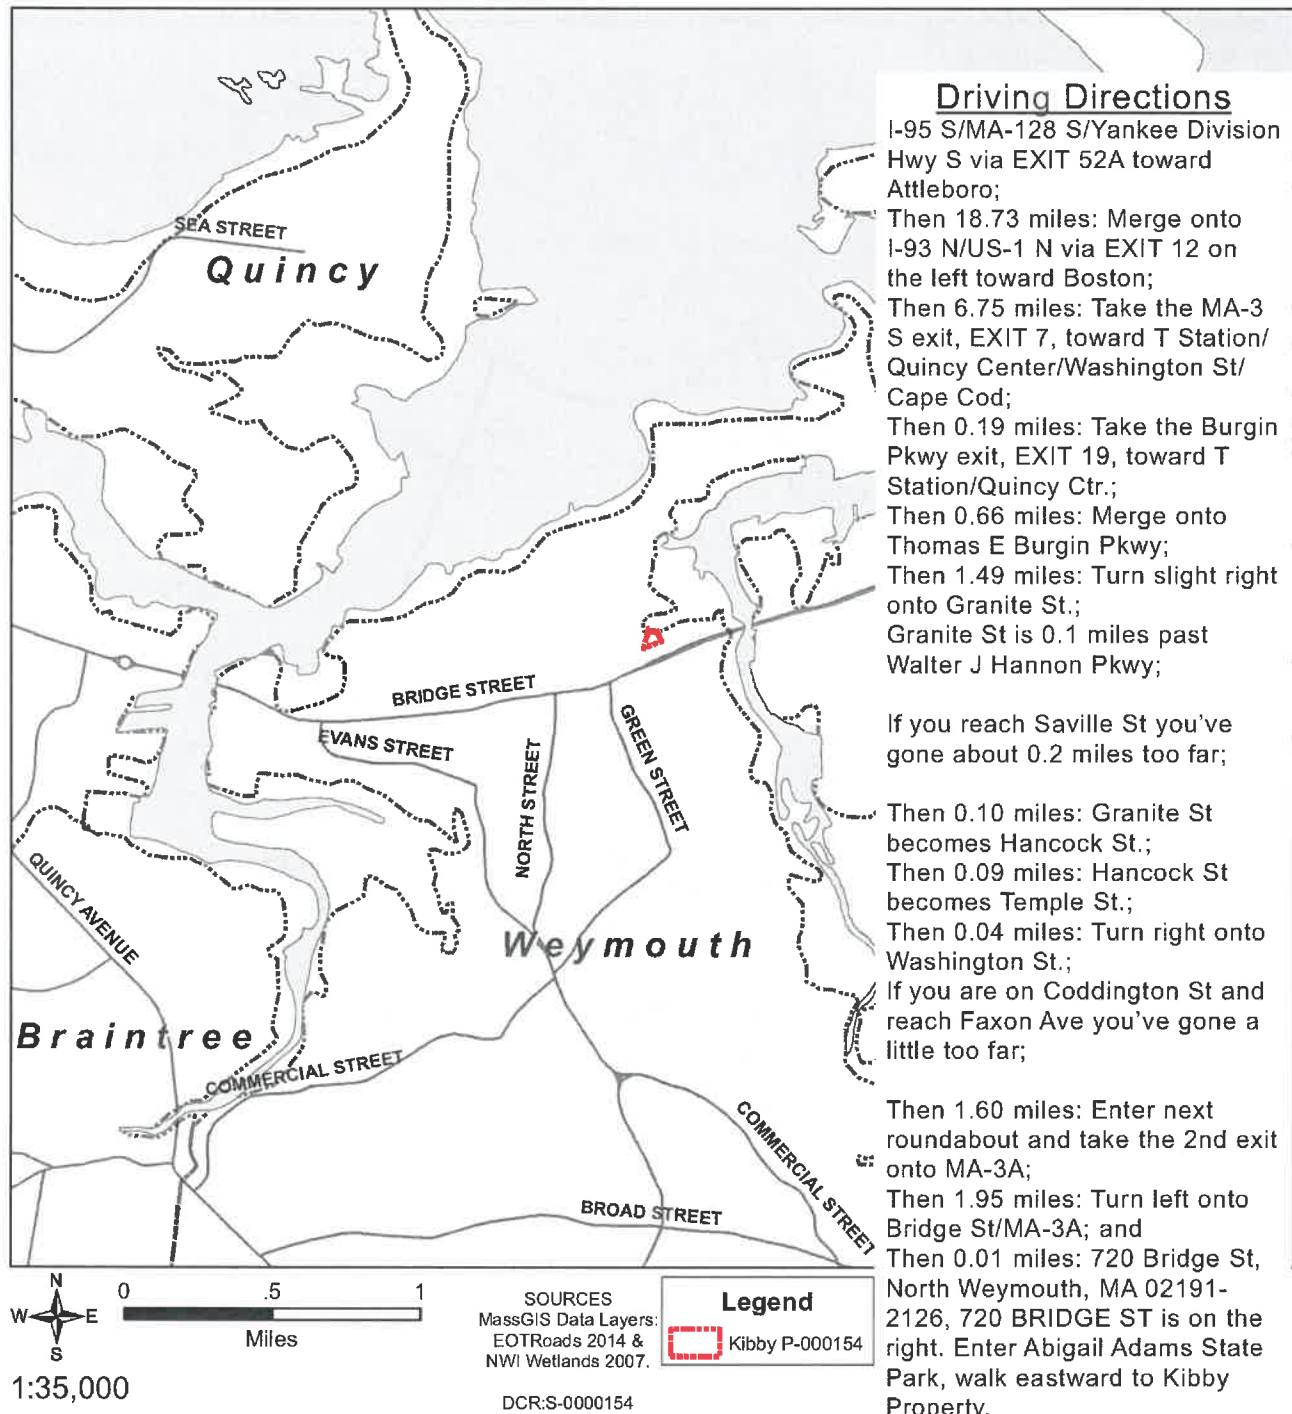 Driving Directions
I-95 S/MA-128 S/Yankee Division
Hwy S via EXIT 52A toward
Attleboro;
Then 18.73 miles: Merge onto
I-93 N/US-1 N via EXIT 12 on
the left toward Boston;
Then 6.75 miles: Take the MA-3
S exit, EXIT 7, toward T Station/
Quincy Center/Washington St/
Cape Cod;
Then 0.19 miles: Take the Burgin
Pkwy exit, EXIT 19, toward T
Station/Quincy Ctr.;
Then 0.66 miles: Merge onto
Thomas E Burgin Pkwy;
Then 1.49 miles: Turn slight right
onto Granite St.;
Granite St is 0.1 miles past
Walter J Hannon Pkwy;
If you reach Saville St you've
gone about 0.2 miles too far;
Then 0.10 miles: Granite St
becomes Hancock St.;
Then 0.09 miles: Hancock St
becomes Temple St.;
Then 0.04 miles: Turn right onto
Washington St.;
If you are on Coddington St and
reach Faxon Ave you've gone a
little too far;
Then 1.60 miles: Enter next
roundabout and take the 2nd exit
onto MA-3A;
Then 1.95 miles: Turn left onto
Bridge St/MA-3A; and
Then 0.01 miles: 720 Bridge St,
North Weymouth, MA 02191-
2126, 720 BRIDGE ST is on the
right. Enter Abigail Adams State
Park, walk eastward to Kibby
Property.
SEA STREET
Quincy
BRIDGE STREET
EVANS STREET
NORTH STREET
GREEN STREET
QUINCY AVENUE
Weymouth
Braintree
COMMERCIAL STREET
COMMERCIAL STREET
BROAD STREET
N
W E
S
0 .5 1
Miles
1:35,000
SOURCES
MassGIS Data Layers:
EOTRoads 2014 &
NWI Wetlands 2007.
DCR:S-0000154
Legend
Kibby P-000154